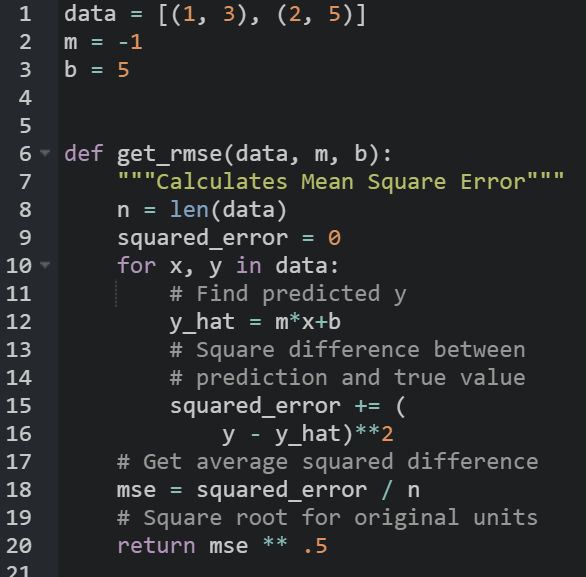 1 data = [(1, 3), (2, 5)]
2 m = -1
3 b = 5
4
5
6 def get_rmse(data, m, b):
7     """Calculates Mean Square Error"""
8     n = len(data)
9     squared_error = 0
10     for x, y in data:
11         # Find predicted y
12         y_hat = m*x+b
13         # Square difference between
14         # prediction and true value
15         squared_error += (
16             y - y_hat)**2
17     # Get average squared difference
18     mse = squared_error / n
19     # Square root for original units
20     return mse ** .5
21